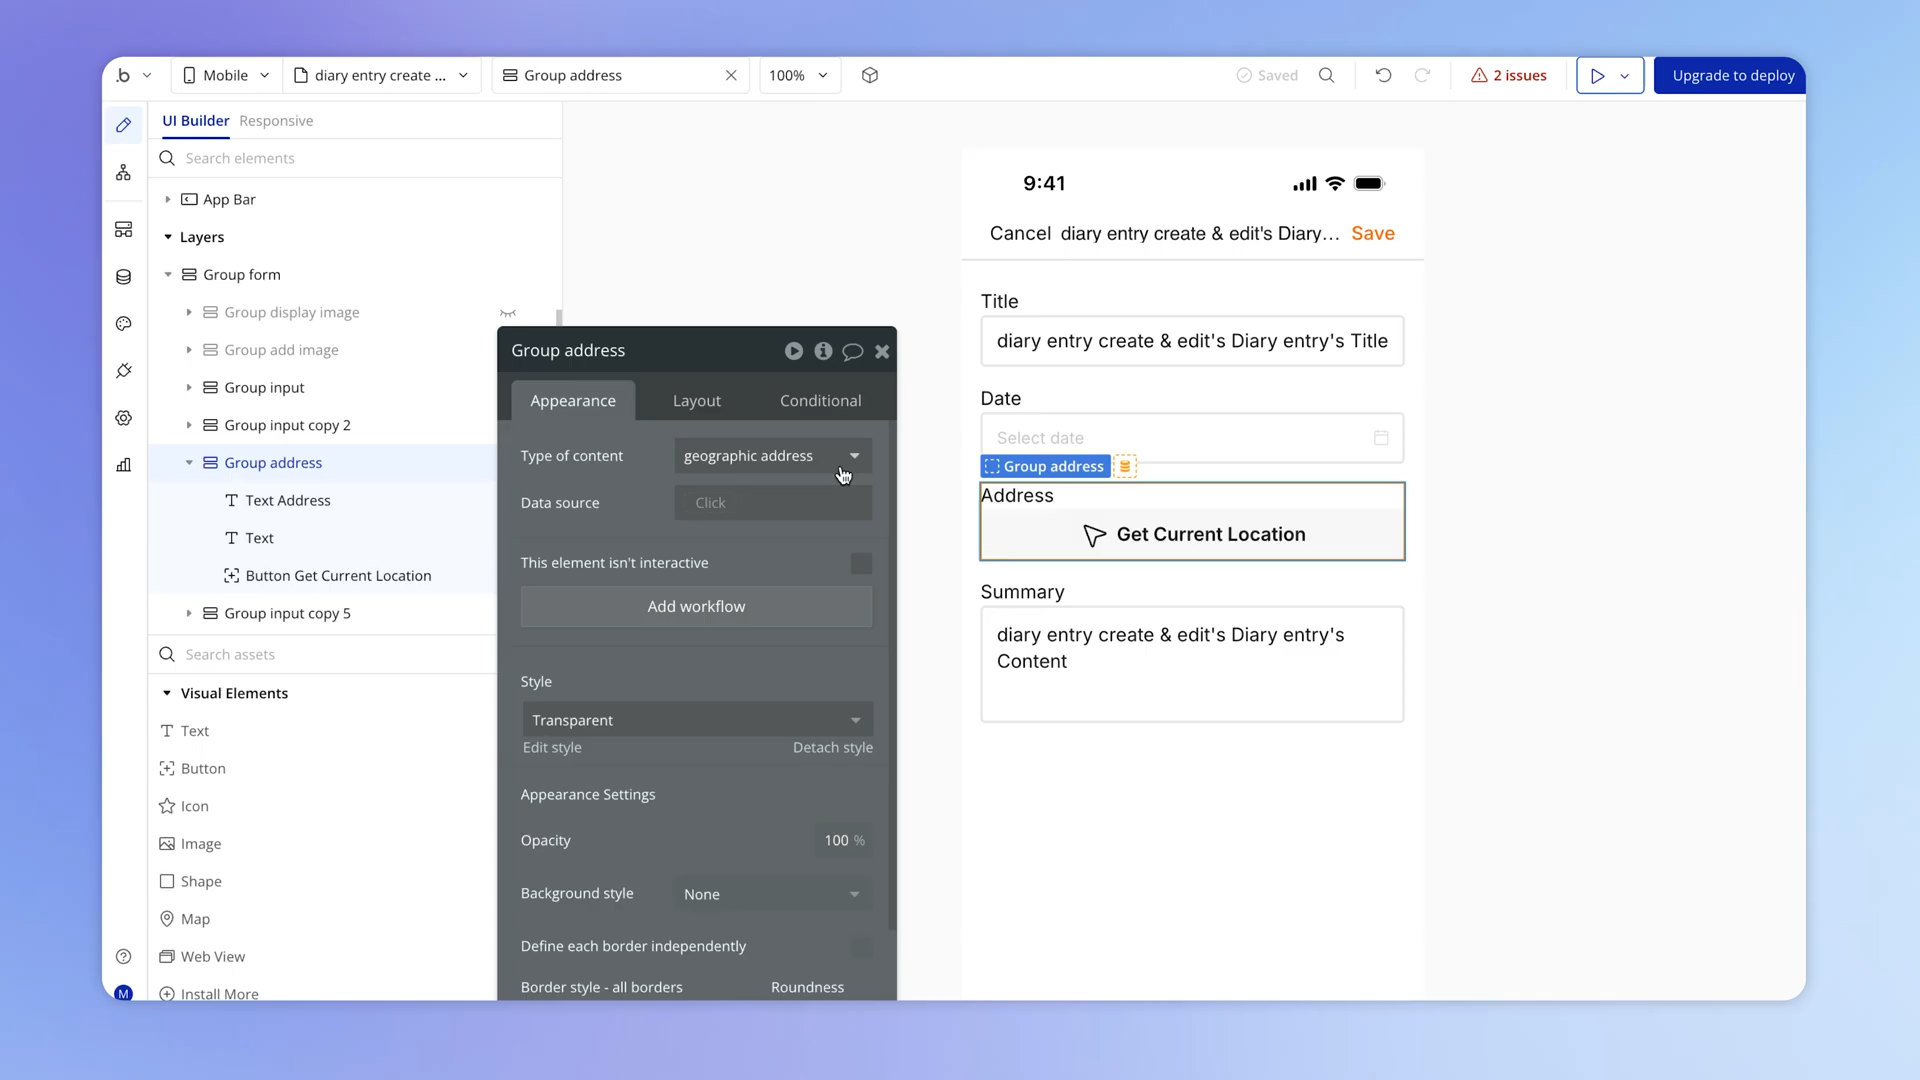 Mobile
diary entry create ...
Group address
100%
Saved
2 issues
Upgrade to deploy
UI Builder
Responsive
Search elements
App Bar
Layers
Group form
Group display image
Group add image
Group input
Group input copy 2
Group address
Text Address
Text
Button Get Current Location
Group input copy 5
Search assets
Visual Elements
Text
Button
Icon
Image
Shape
Map
Web View
Install More
M
Group address
Appearance
Layout
Conditional
Type of content
geographic address
Data source
Click
This element isn't interactive
Add workflow
Style
Transparent
Edit style
Detach style
Appearance Settings
Opacity
100 %
Background style
None
Define each border independently
Border style - all borders
Roundness
9:41
Cancel
diary entry create & edit's Diary...
Save
Title
diary entry create & edit's Diary entry's Title
Date
Select date
Group address
Address
Get Current Location
Summary
diary entry create & edit's Diary entry's
Content